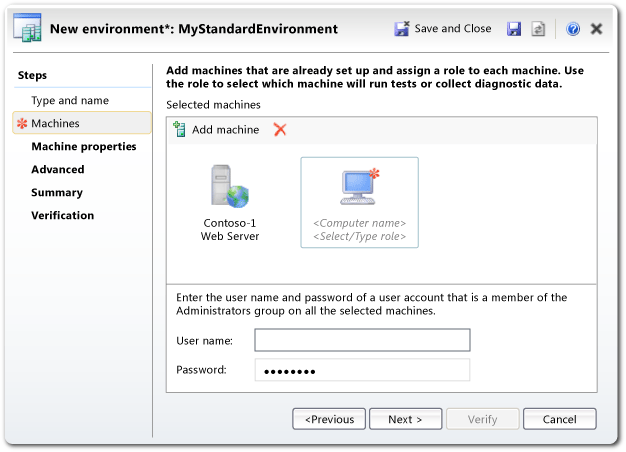 New environment*: MyStandardEnvironment
Save and Close
Steps
Type and name
Machines
Machine properties
Advanced
Summary
Verification
Add machines that are already set up and assign a role to each machine. Use
the role to select which machine will run tests or collect diagnostic data.
Selected machines
Add machine
Contoso-1
Web Server
<Computer name>
<Select/Type role>
Enter the user name and password of a user account that is a member of the
Administrators group on all the selected machines.
User name:
Password: ●●●●●●●●
<Previous
Next >
Verify
Cancel